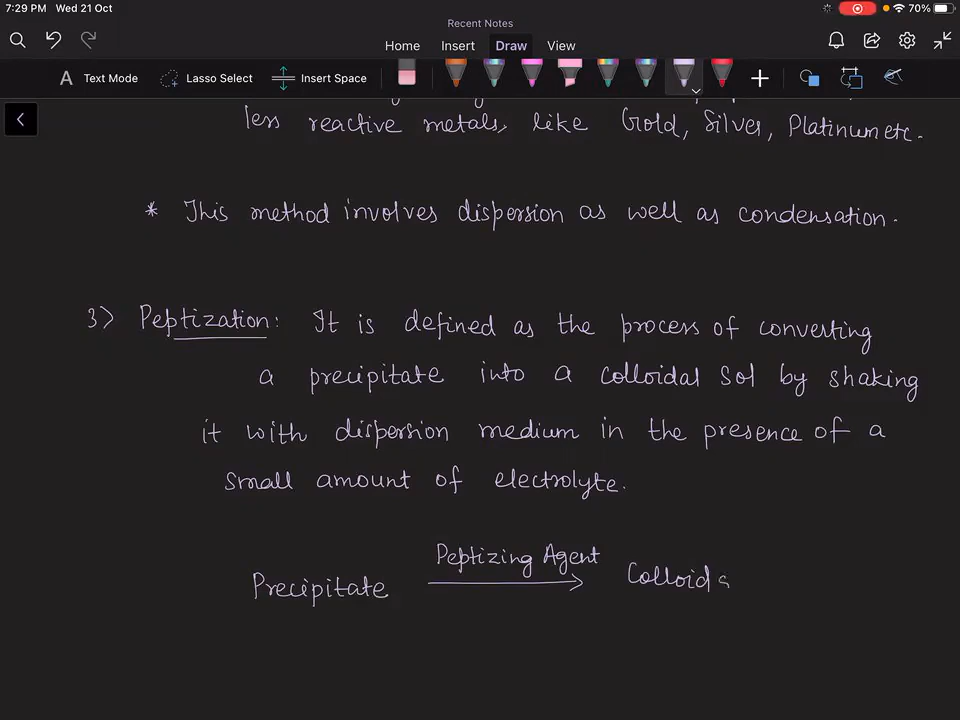 7:29 PM Wed 21 Oct
70%
Recent Notes
Home Insert Draw View
Text Mode Lasso Select Insert Space
less reactive metals, like Gold, Silver, Platinum etc.
* This method involves dispersion as well as condensation.
3) Peptization: It is defined as the process of converting
a precipitate into a colloidal sol by shaking
it with dispersion medium in the presence of a
small amount of electrolyte.
Peptizing Agent
Precipitate → Colloids